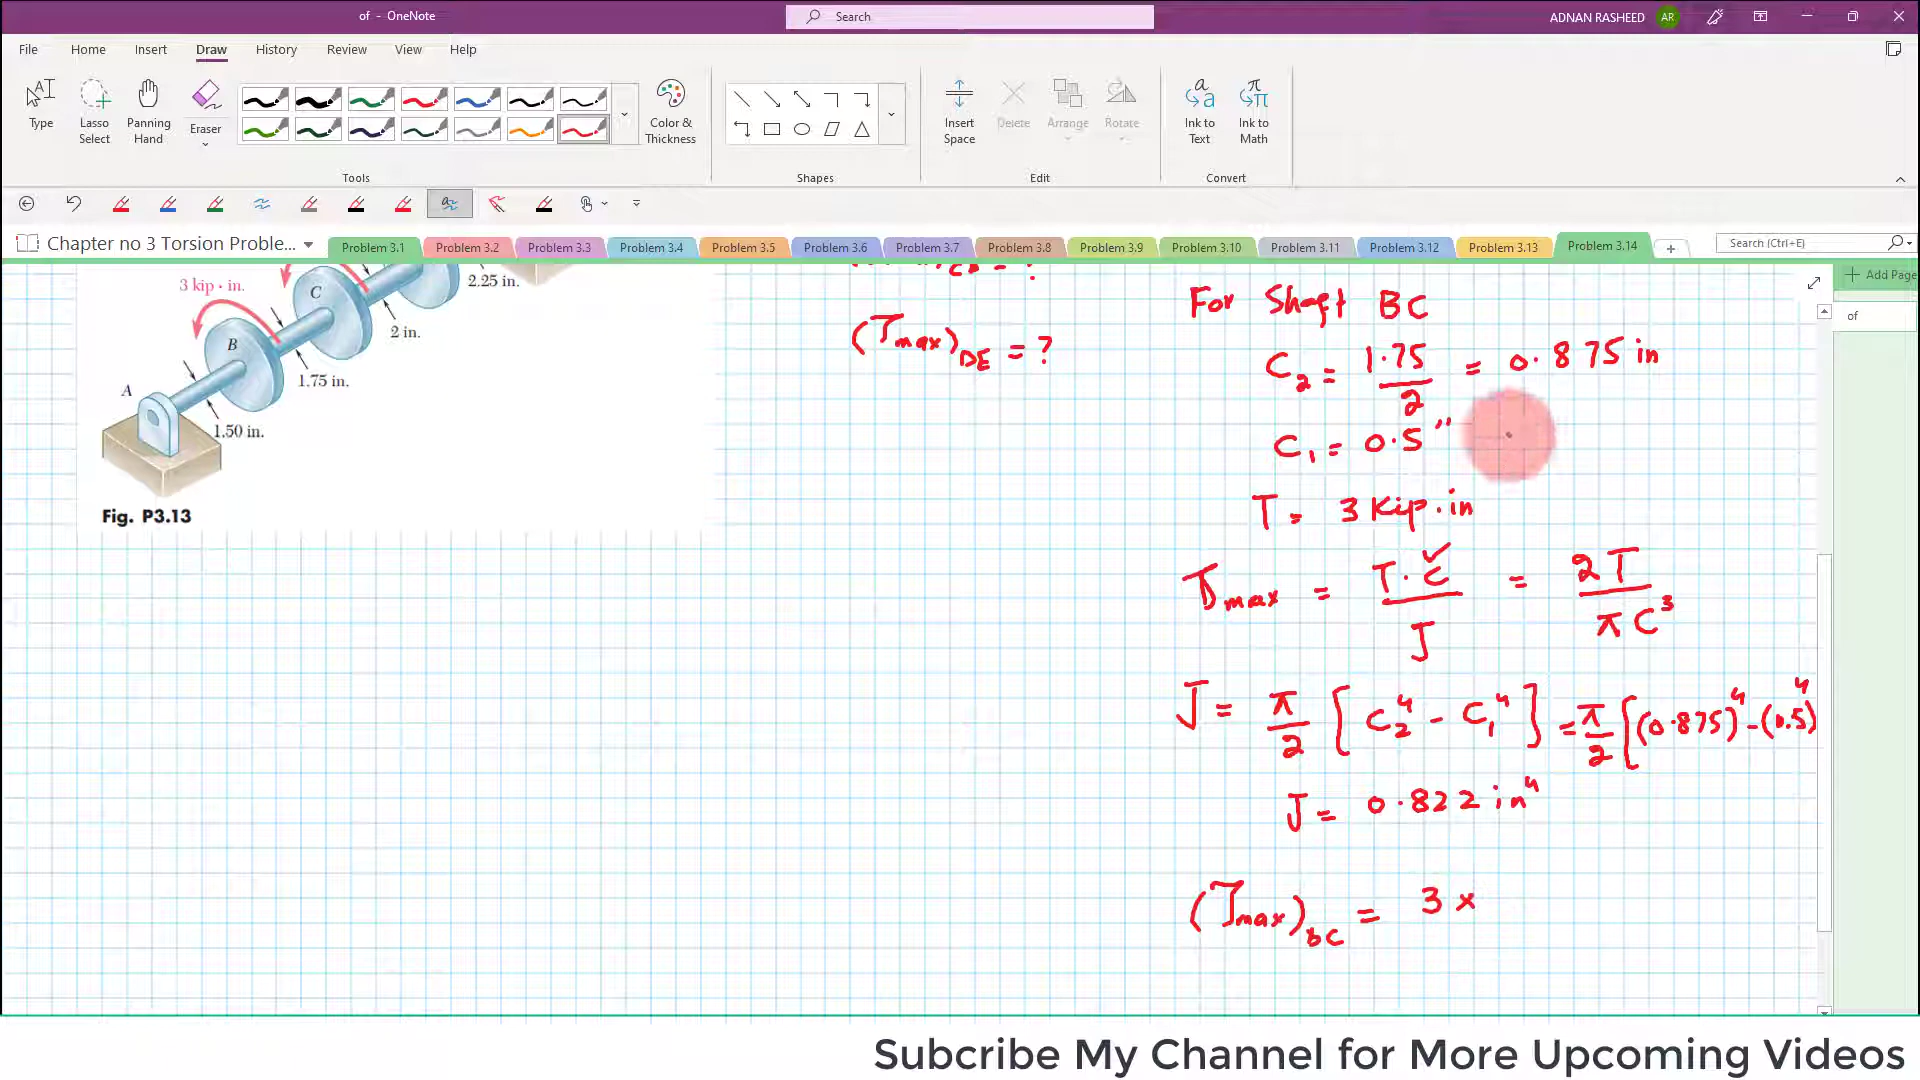 of - OneNote
Search
ADNAN RASHEED
AR
File Home Insert Draw History Review View Help
Type
Lasso Select
Panning Hand
Eraser
Color & Thickness
Insert Space
Delete
Arrange
Rotate
Ink to Text
Ink to Math
Tools
Shapes
Edit
Convert
Chapter no 3 Torsion Proble...
Problem 3.1 Problem 3.2 Problem 3.3 Problem 3.4 Problem 3.5 Problem 3.6 Problem 3.7 Problem 3.8 Problem 3.9 Problem 3.10 Problem 3.11 Problem 3.12 Problem 3.13 Problem 3.14
Search (Ctrl+E)
Add Page
of
3 kip · in.
C
2.25 in.
2 in.
B
1.75 in.
A
1.50 in.
Fig. P3.13
(τmax)DE = ?
For Shaft BC
C₂ = 1.75/2 = 0.875 in
C₁ = 0.5"
T = 3 Kip.in
τmax = T.C/J = 2T/πC³
J = π/2 [C₂⁴ - C₁⁴] = π/2 [(0.875)⁴ - (0.5)⁴
J = 0.822 in⁴
(τmax)BC = 3 x
Subcribe My Channel for More Upcoming Videos